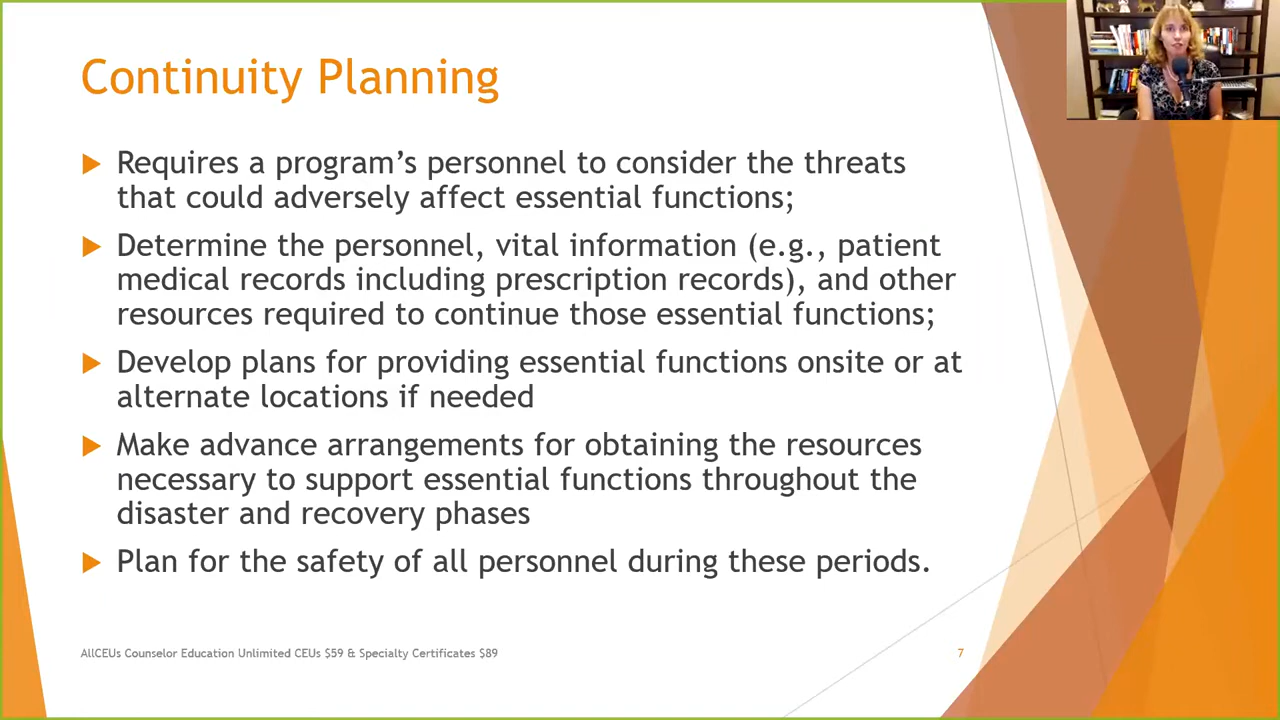 Continuity Planning
Requires a program's personnel to consider the threats
that could adversely affect essential functions;
Determine the personnel, vital information (e.g., patient
medical records including prescription records), and other
resources required to continue those essential functions;
Develop plans for providing essential functions onsite or at
alternate locations if needed
Make advance arrangements for obtaining the resources
necessary to support essential functions throughout the
disaster and recovery phases
Plan for the safety of all personnel during these periods.
AllCEUs Counselor Education Unlimited CEUs $59 & Specialty Certificates $89
7